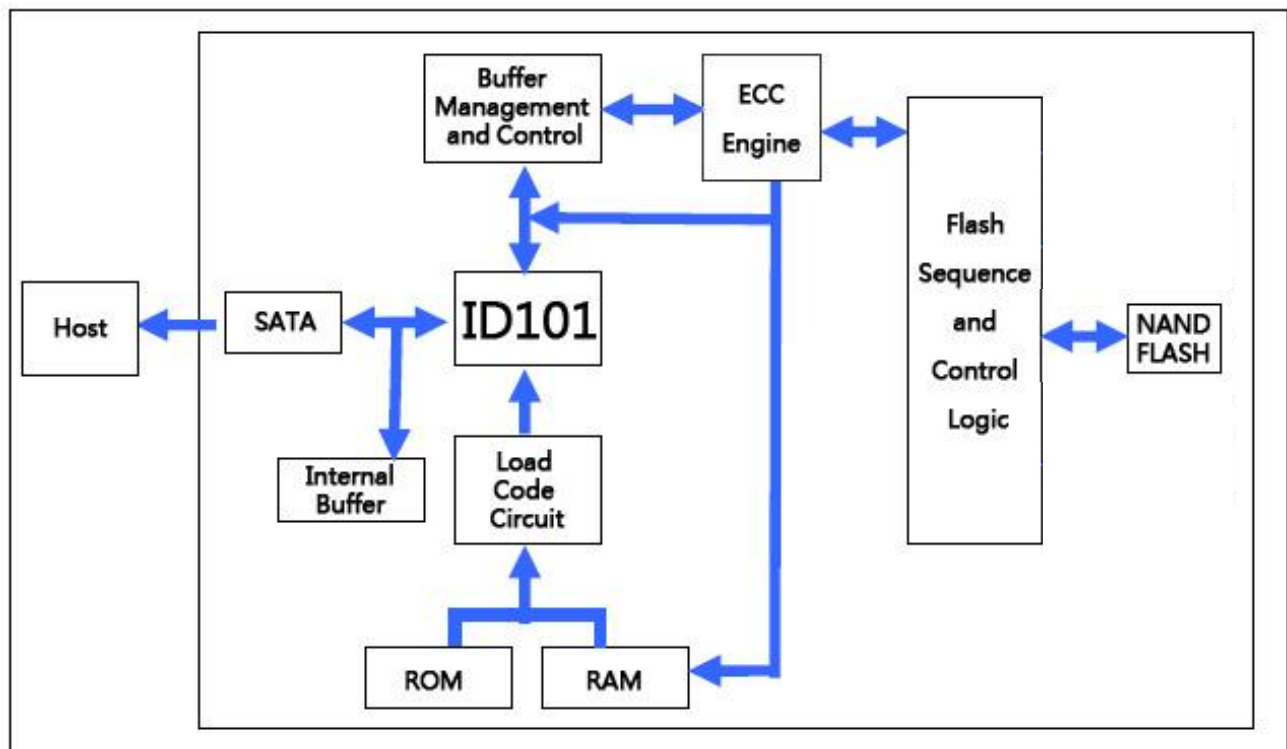 Buffer
Management
and Control
ECC
Engine
Flash
Sequence
and
Control
Logic
Host
SATA
ID101
NAND
FLASH
Internal
Buffer
Load
Code
Circuit
ROM
RAM